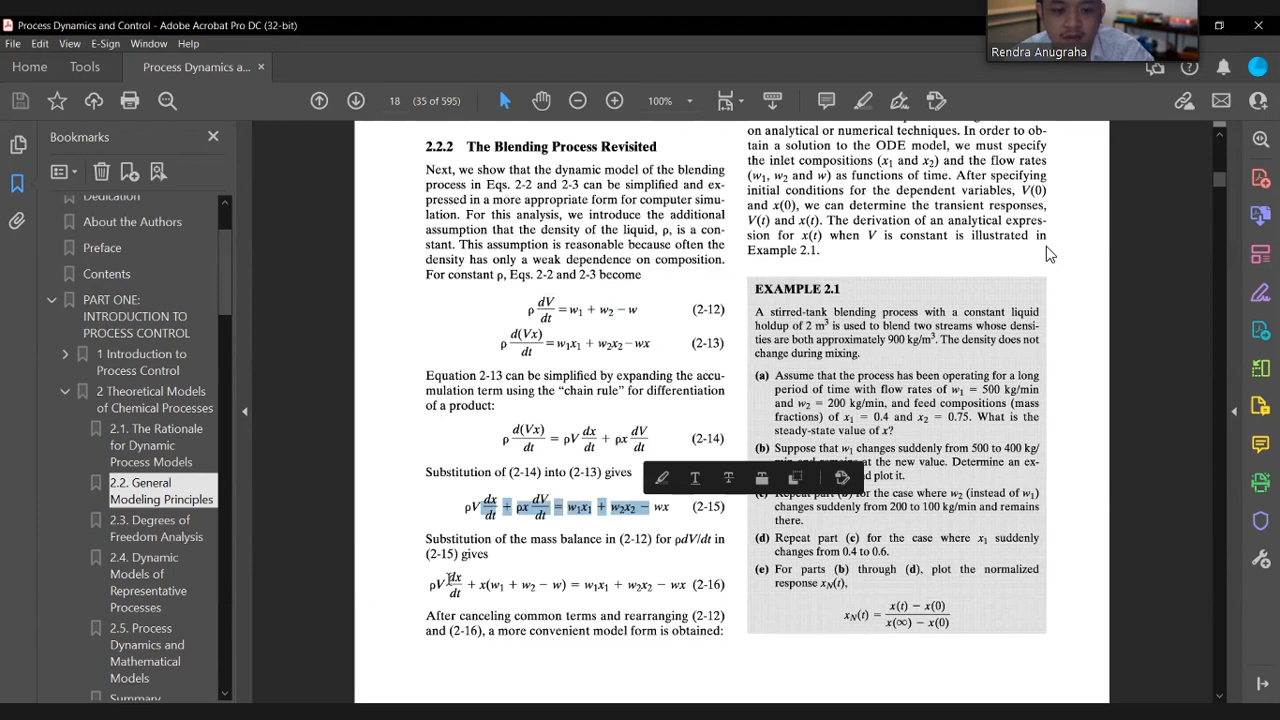 Process Dynamics and Control - Adobe Acrobat Pro DC (32-bit)
File Edit View E-Sign Window Help
Rendra Anugraha
Home Tools Process Dynamics a... ×
18 (35 of 595) 100%
Bookmarks
Dedication
About the Authors
Preface
Contents
PART ONE:
INTRODUCTION
TO PROCESS
CONTROL
1 Introduction to
Process Control
2 Theoretical Models
of Chemical Processes
2.1. The Rationale
for Dynamic
Process Models
2.2. General
Modeling Principles
2.3. Degrees of
Freedom Analysis
2.4. Dynamic
Models of
Representative
Processes
2.5. Process
Dynamics and
Mathematical
Models
Summary
2.2.2 The Blending Process Revisited
Next, we show that the dynamic model of the blending
process in Eqs. 2-2 and 2-3 can be simplified and ex-
pressed in a more appropriate form for computer simu-
lation. For this analysis, we introduce the additional
assumption that the density of the liquid, ρ, is a con-
stant. This assumption is reasonable because often the
density has only a weak dependence on composition.
For constant ρ, Eqs. 2-2 and 2-3 become
ρ dV/dt = w₁ + w₂ − w (2-12)
ρ d(Vx)/dt = w₁x₁ + w₂x₂ − wx (2-13)
Equation 2-13 can be simplified by expanding the accu-
mulation term using the “chain rule” for differentiation
of a product:
ρ d(Vx)/dt = ρV dx/dt + ρx dV/dt (2-14)
Substitution of (2-14) into (2-13) gives
ρV dx/dt + ρx dV/dt = w₁x₁ + w₂x₂ − wx (2-15)
Substitution of the mass balance in (2-12) for ρdV/dt in
(2-15) gives
ρV dx/dt + x(w₁ + w₂ − w) = w₁x₁ + w₂x₂ − wx (2-16)
After canceling common terms and rearranging (2-12)
and (2-16), a more convenient model form is obtained:
on analytical or numerical techniques. In order to ob-
tain a solution to the ODE model, we must specify
the inlet compositions (x₁ and x₂) and the flow rates
(w₁, w₂ and w) as functions of time. After specifying
initial conditions for the dependent variables, V(0)
and x(0), we can determine the transient responses,
V(t) and x(t). The derivation of an analytical expres-
sion for x(t) when V is constant is illustrated in
Example 2.1.
EXAMPLE 2.1
A stirred-tank blending process with a constant liquid
holdup of 2 m³ is used to blend two streams whose densi-
ties are both approximately 900 kg/m³. The density does not
change during mixing.
(a) Assume that the process has been operating for a long
period of time with flow rates of w₁ = 500 kg/min
and w₂ = 200 kg/min, and feed compositions (mass
fractions) of x₁ = 0.4 and x₂ = 0.75. What is the
steady-state value of x?
(b) Suppose that w₁ changes suddenly from 500 to 400 kg/
at the new value. Determine an ex-
nd plot it.
Repeat part (b) for the case where w₂ (instead of w₁)
changes suddenly from 200 to 100 kg/min and remains
there.
(d) Repeat part (c) for the case where x₁ suddenly
changes from 0.4 to 0.6.
(e) For parts (b) through (d), plot the normalized
response xN(t),
xN(t) = (x(t) − x(0))/(x(∞) − x(0))